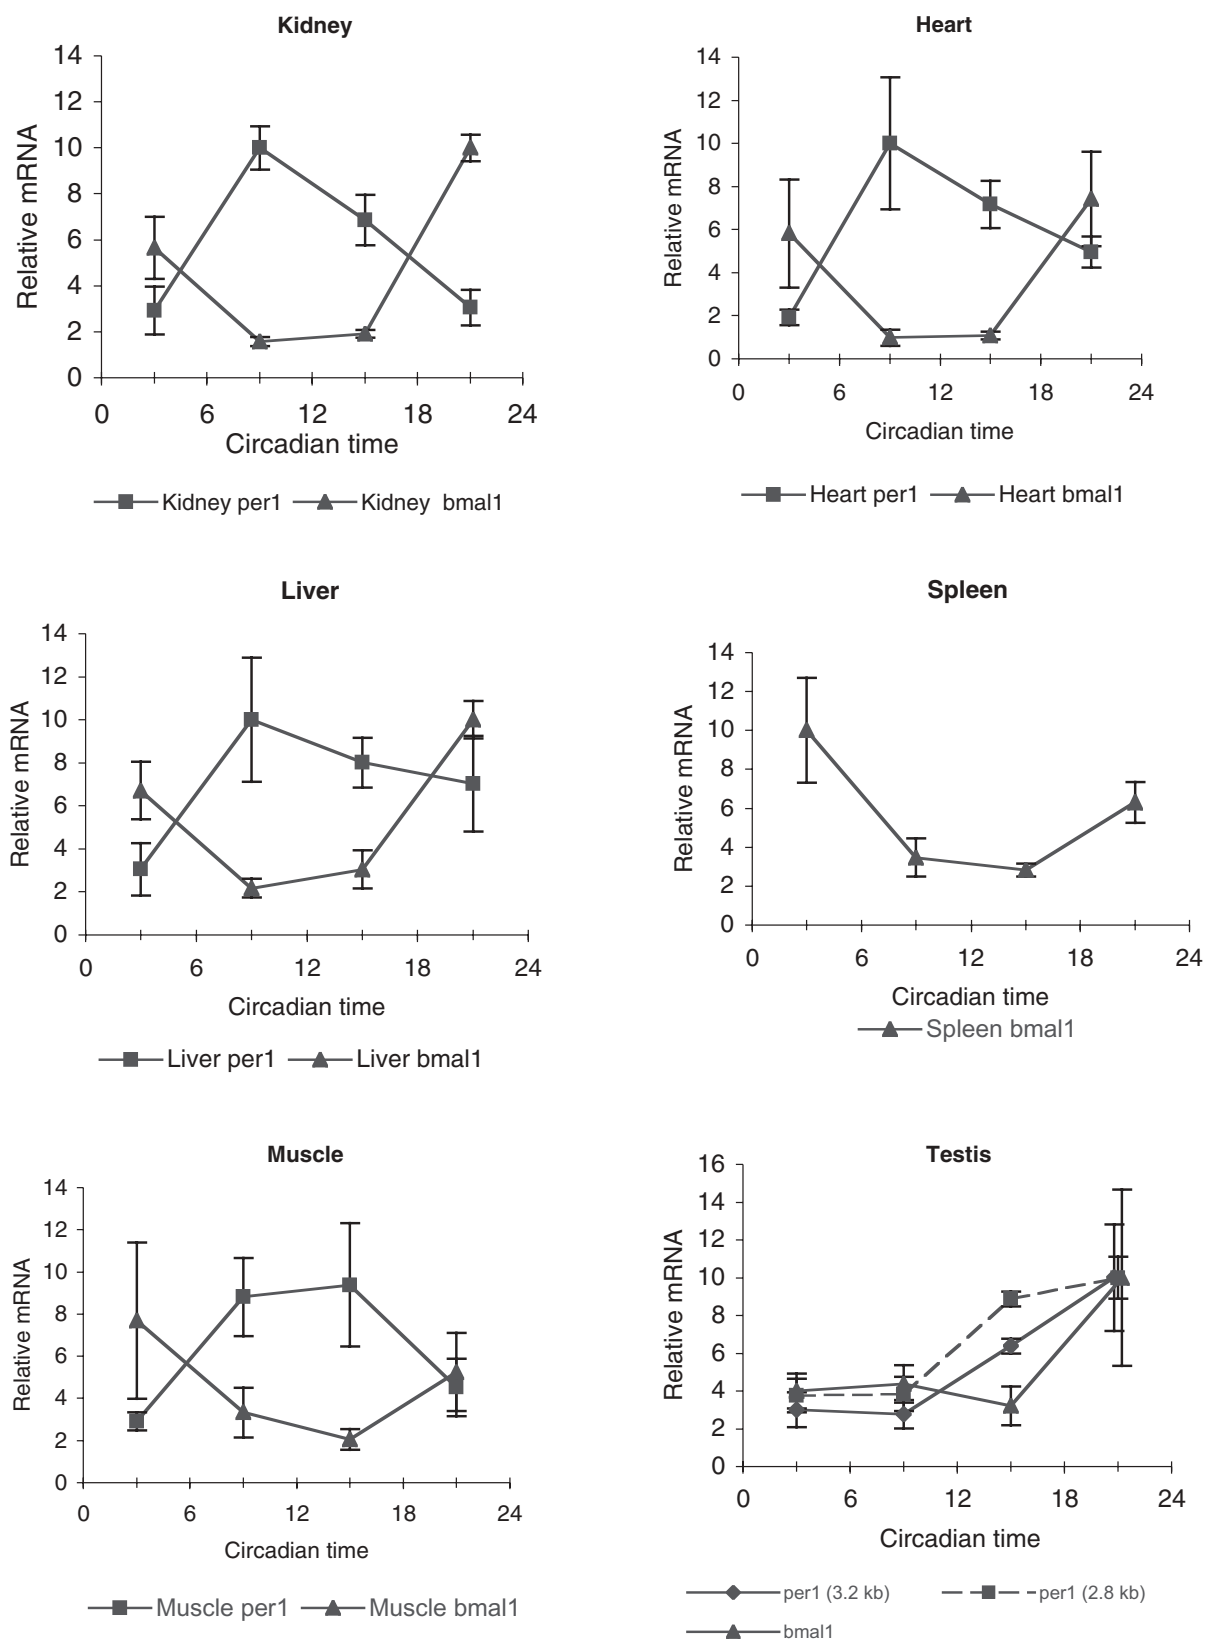 Kidney
14
12
10
8
6
4
2
0
Relative mRNA
0 6 12 18 24
Circadian time
Kidney per1 Kidney bmal1
Heart
14
12
10
8
6
4
2
0
Relative mRNA
0 6 12 18 24
Circadian time
Heart per1 Heart bmal1
Liver
14
12
10
8
6
4
2
0
Relative mRNA
0 6 12 18 24
Circadian time
Liver per1 Liver bmal1
Spleen
14
12
10
8
6
4
2
0
Relative mRNA
0 6 12 18 24
Circadian time
Spleen bmal1
Muscle
14
12
10
8
6
4
2
0
Relative mRNA
0 6 12 18 24
Circadian time
Muscle per1 Muscle bmal1
Testis
16
14
12
10
8
6
4
2
0
Relative mRNA
0 6 12 18 24
Circadian time
per1 (3.2 kb) per1 (2.8 kb)
bmal1